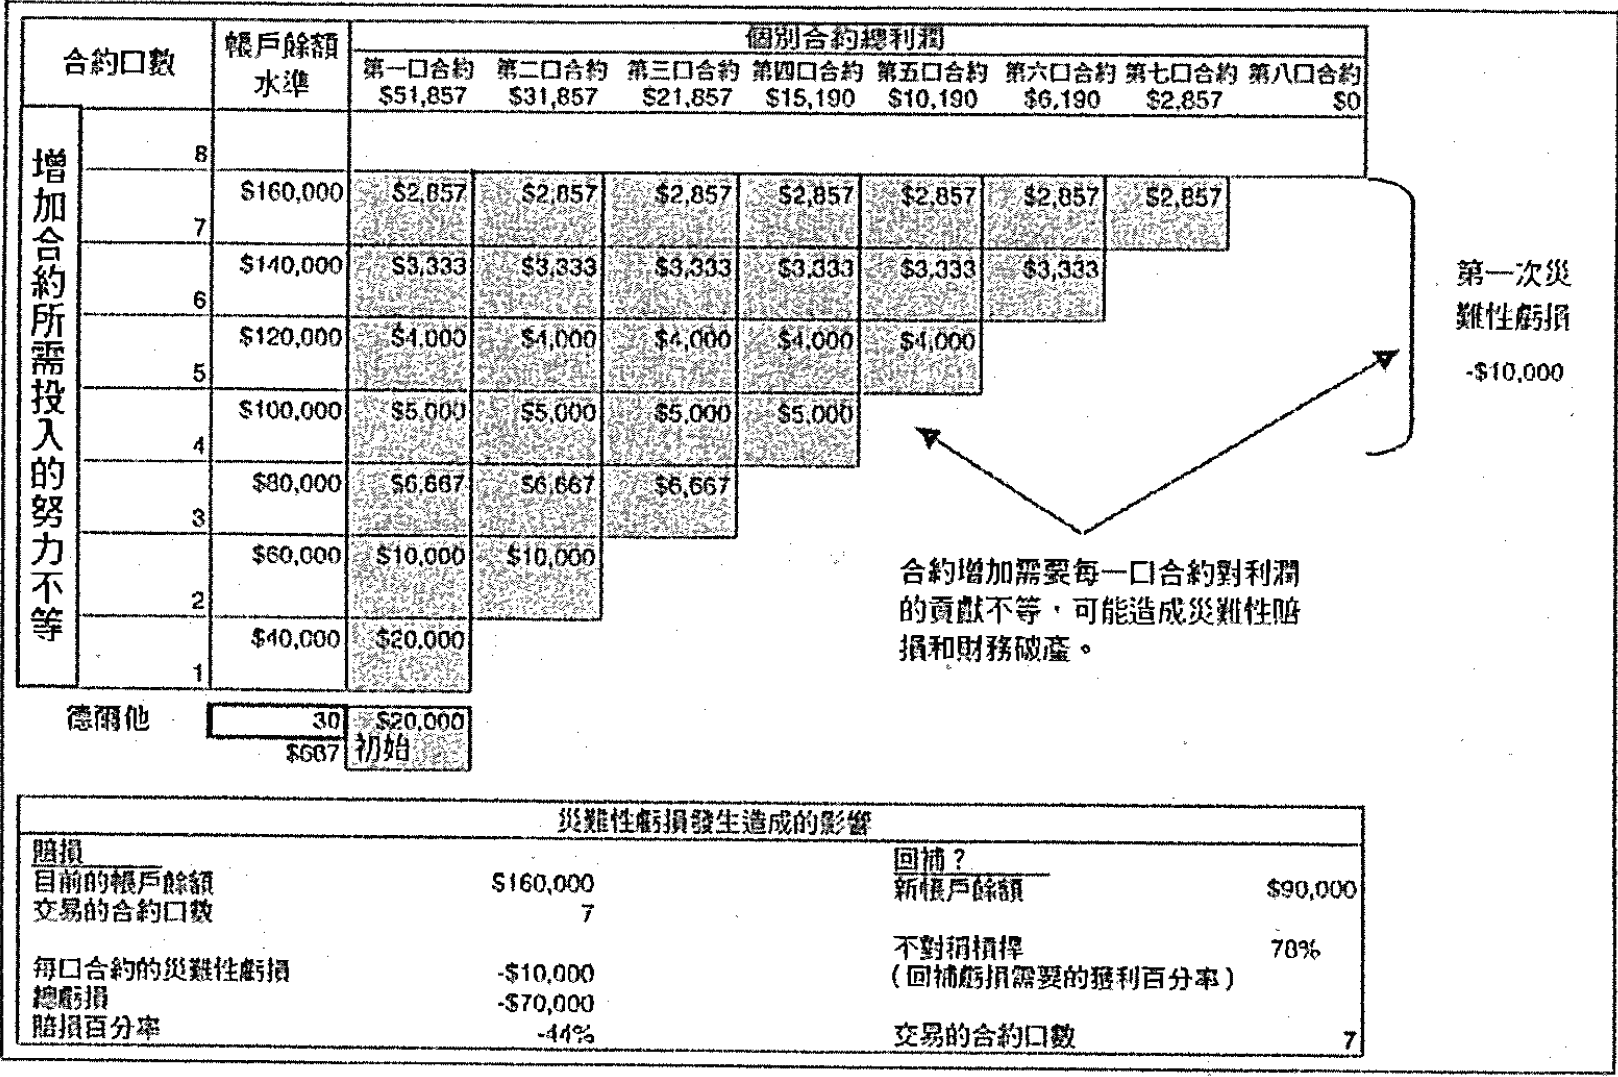 合約口數
帳戶餘額
水準
個別合約總利潤
第一口合約 第二口合約 第三口合約 第四口合約 第五口合約 第六口合約 第七口合約 第八口合約
$51,857 $31,857 $21,857 $15,190 $10,190 $6,190 $2,857 $0
增加合約所需投入的努力不等
8
$160,000 $2,857 $2,857 $2,857 $2,857 $2,857 $2,857 $2,857
7
$140,000 $3,333 $3,333 $3,333 $3,333 $3,333 $3,333
6
$120,000 $4,000 $4,000 $4,000 $4,000 $4,000
5
$100,000 $5,000 $5,000 $5,000 $5,000
4
$80,000 $6,667 $6,667 $6,667
3
$60,000 $10,000 $10,000
2
$40,000 $20,000
1
德爾他 30 $20,000
$667 初始
第一次災
難性虧損
-$10,000
合約增加需要每一口合約對利潤
的貢獻不等，可能造成災難性賠
損和財務破產。
災難性虧損發生造成的影響
賠損
目前的帳戶餘額 $160,000
交易的合約口數 7
每口合約的災難性虧損 -$10,000
總虧損 -$70,000
賠損百分率 -44%
回補？
新帳戶餘額 $90,000
不對稱槓桿 78%
（回補虧損需要的獲利百分率）
交易的合約口數 7